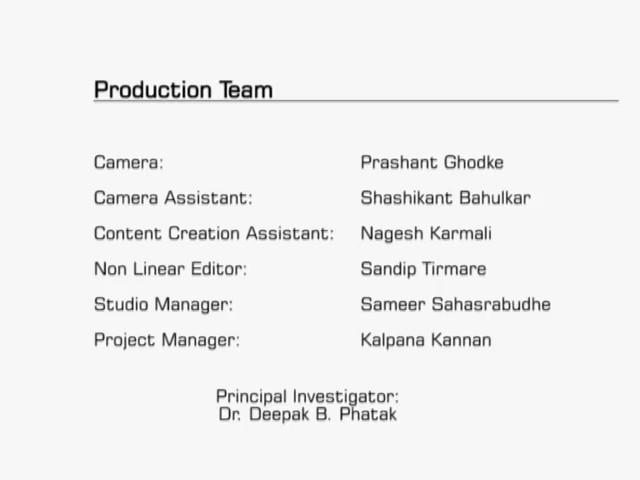 Production Team
Camera: Prashant Ghodke
Camera Assistant: Shashikant Bahulkar
Content Creation Assistant: Nagesh Karmali
Non Linear Editor: Sandip Tirmare
Studio Manager: Sameer Sahasrabudhe
Project Manager: Kalpana Kannan
Principal Investigator:
Dr. Deepak B. Phatak